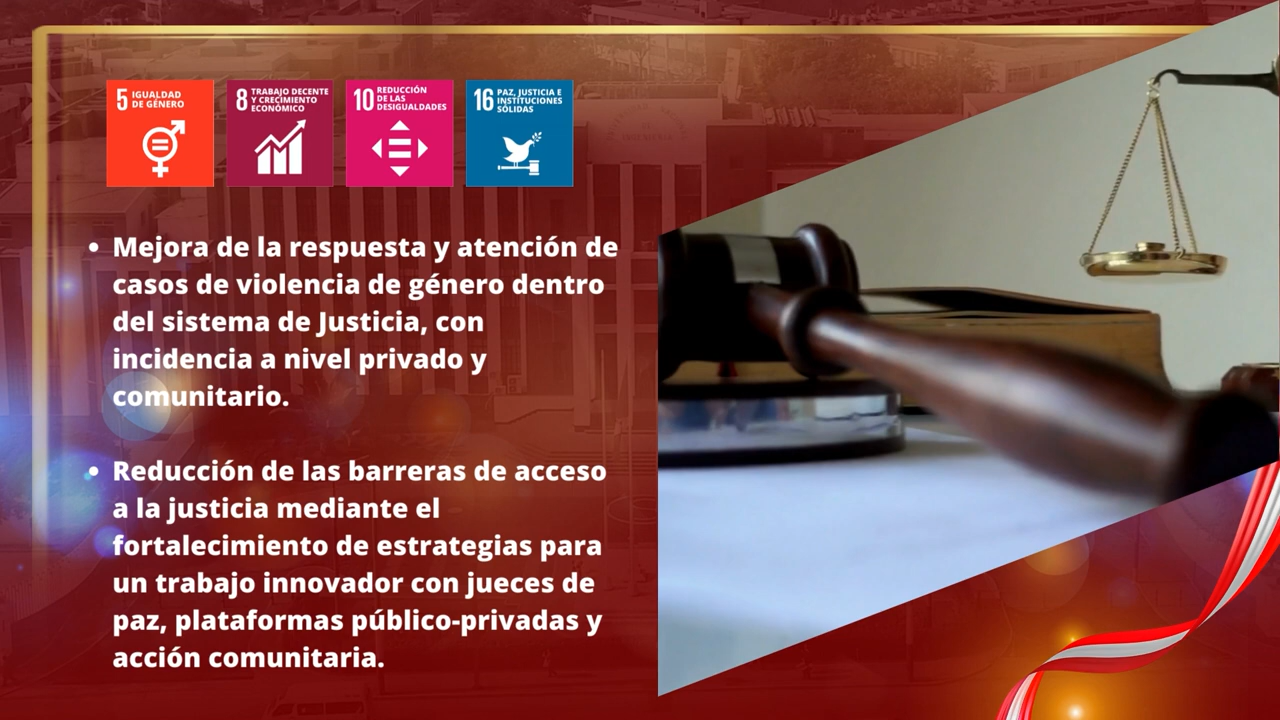 5 IGUALDAD
DE GÉNERO
8 TRABAJO DECENTE
Y CRECIMIENTO
ECONÓMICO
10 REDUCCIÓN
DE LAS
DESIGUALDADES
16 PAZ, JUSTICIA E
INSTITUCIONES
SÓLIDAS
• Mejora de la respuesta y atención de
casos de violencia de género dentro
del sistema de Justicia, con
incidencia a nivel privado y
comunitario.
• Reducción de las barreras de acceso
a la justicia mediante el
fortalecimiento de estrategias para
un trabajo innovador con jueces de
paz, plataformas público-privadas y
acción comunitaria.